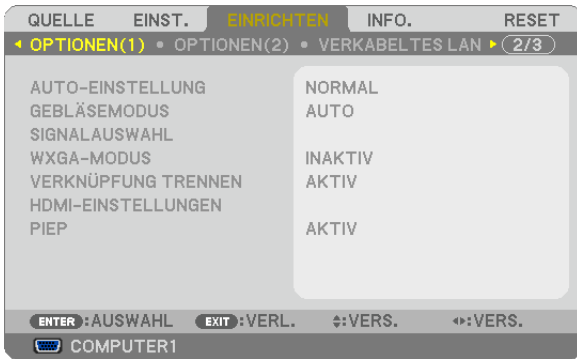 QUELLE EINST. EINRICHTEN INFO. RESET
OPTIONEN(1) • OPTIONEN(2) • VERKABELTES LAN 2/3
AUTO-EINSTELLUNG NORMAL
GEBLÄSEMODUS AUTO
SIGNALAUSWAHL
WXGA-MODUS INAKTIV
VERKNÜPFUNG TRENNEN AKTIV
HDMI-EINSTELLUNGEN
PIEP AKTIV
ENTER :AUSWAHL EXIT :VERL. :VERS. :VERS.
COMPUTER1